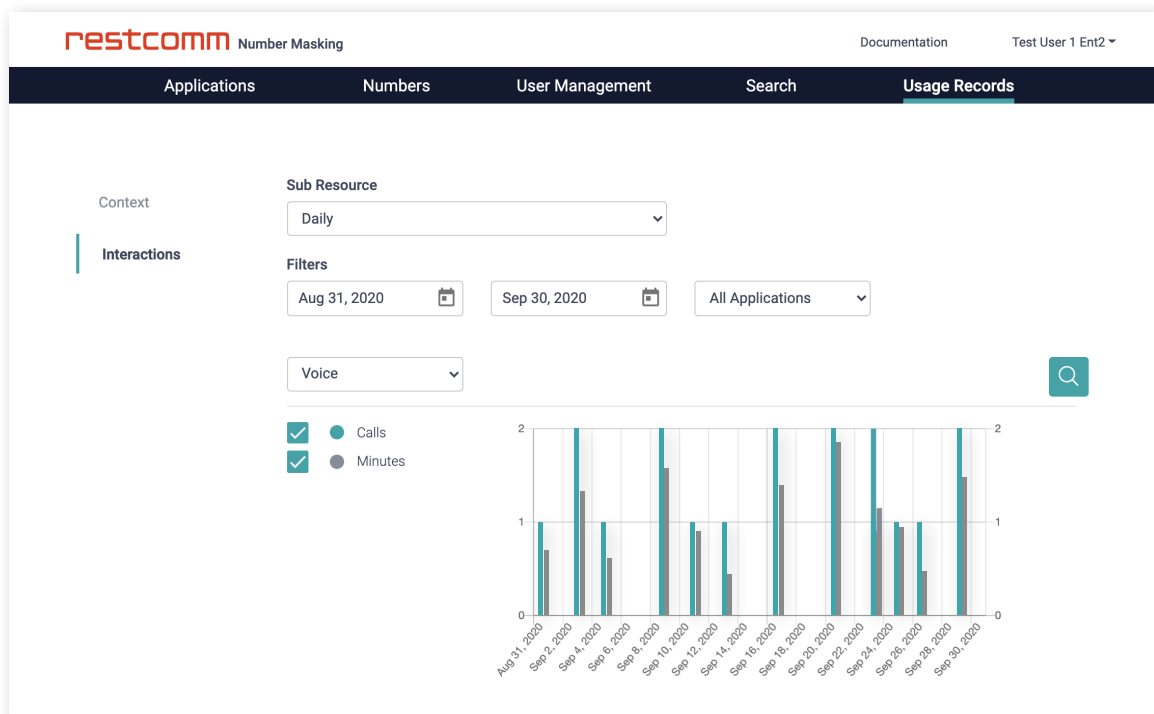 restcomm Number Masking
Documentation
Test User 1 Ent2
Applications
Numbers
User Management
Search
Usage Records
Context
Interactions
Sub Resource
Daily
Filters
Aug 31, 2020
Sep 30, 2020
All Applications
Voice
Calls
Minutes
2
1
0
2
1
0
Aug 31, 2020
Sep 2, 2020
Sep 4, 2020
Sep 6, 2020
Sep 8, 2020
Sep 10, 2020
Sep 12, 2020
Sep 14, 2020
Sep 16, 2020
Sep 18, 2020
Sep 20, 2020
Sep 22, 2020
Sep 24, 2020
Sep 26, 2020
Sep 28, 2020
Sep 30, 2020